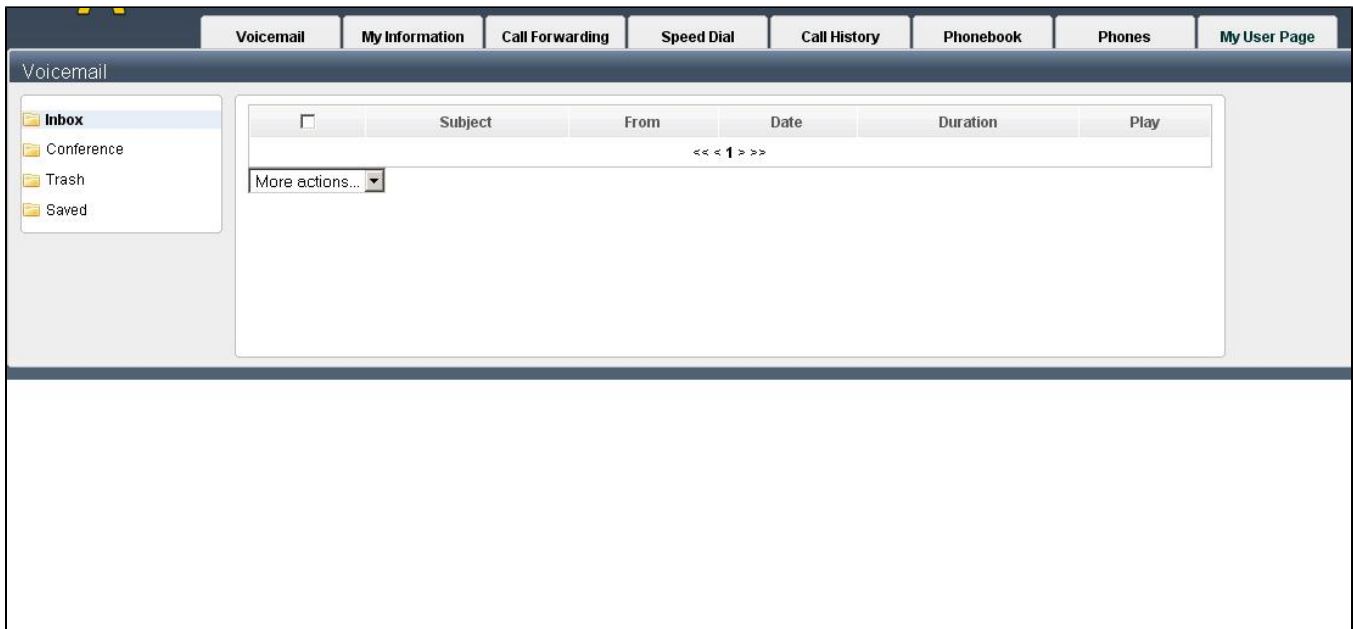 Voicemail My Information Call Forwarding Speed Dial Call History Phonebook Phones My User Page
Voicemail
Inbox
Conference
Trash
Saved
Subject From Date Duration Play
<< < 1 > >>
More actions...